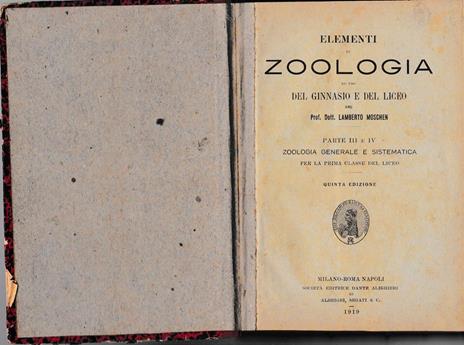 ELEMENTI
DI
ZOOLOGIA
AD USO
DEL GINNASIO E DEL LICEO
DEL
Prof. Dott. LAMBERTO MOSCHEN
PARTE III E IV
ZOOLOGIA GENERALE E SISTEMATICA
PER LA PRIMA CLASSE DEL LICEO
QUINTA EDIZIONE
MILANO-ROMA NAPOLI
SOCIETÀ EDITRICE DANTE ALIGHIERI
DI
ALBRIGHI, SEGATI & C.
1919